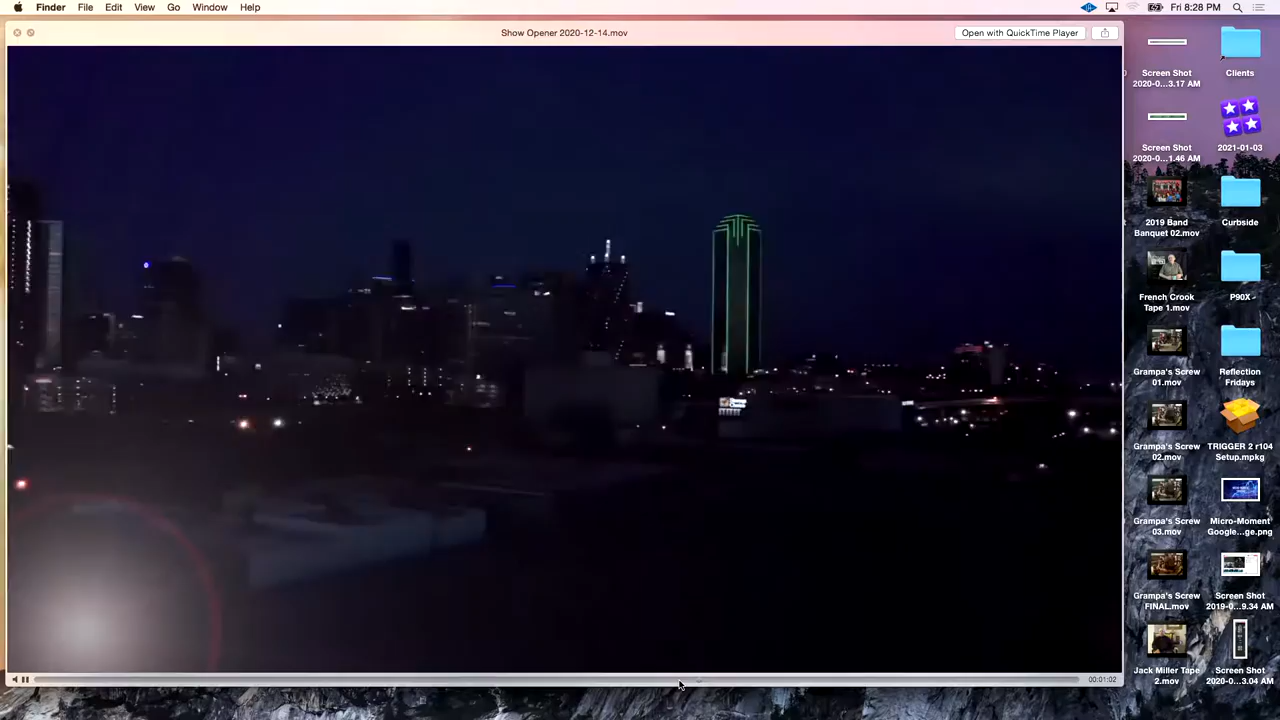 Finder File Edit View Go Window Help
Fri 8:28 PM
Show Opener 2020-12-14.mov
Open with QuickTime Player
Screen Shot
2020-0...3.17 AM
Clients
Screen Shot
2020-0...1.46 AM
2021-01-03
2019 Band
Banquet 02.mov
Curbside
French Crook
Tape 1.mov
P90X
Grampa's Screw
01.mov
Reflection
Fridays
Grampa's Screw
02.mov
TRIGGER 2 r104
Setup.mpkg
Grampa's Screw
03.mov
Micro-Moment
Google...ge.png
Grampa's Screw
FINAL.mov
Screen Shot
2019-0...9.34 AM
Jack Miller Tape
2.mov
Screen Shot
2020-0...3.04 AM
00:01:02